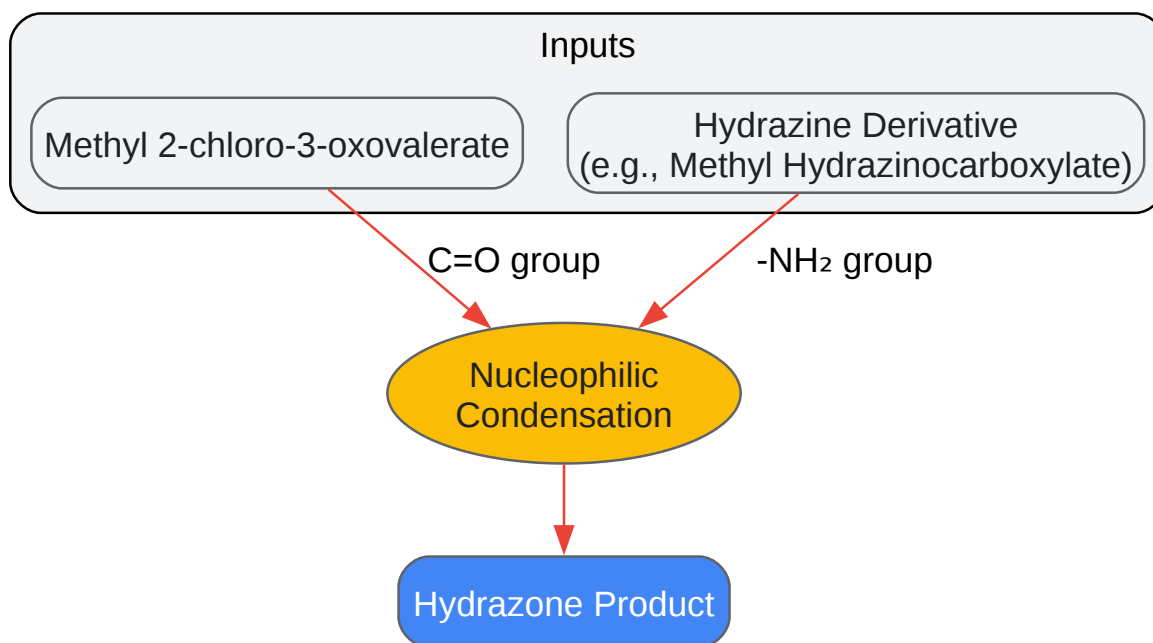 Inputs
Methyl 2-chloro-3-oxovalerate
Hydrazine Derivative
(e.g., Methyl Hydrazinocarboxylate)
C=O group
-NH₂ group
Nucleophilic
Condensation
Hydrazone Product